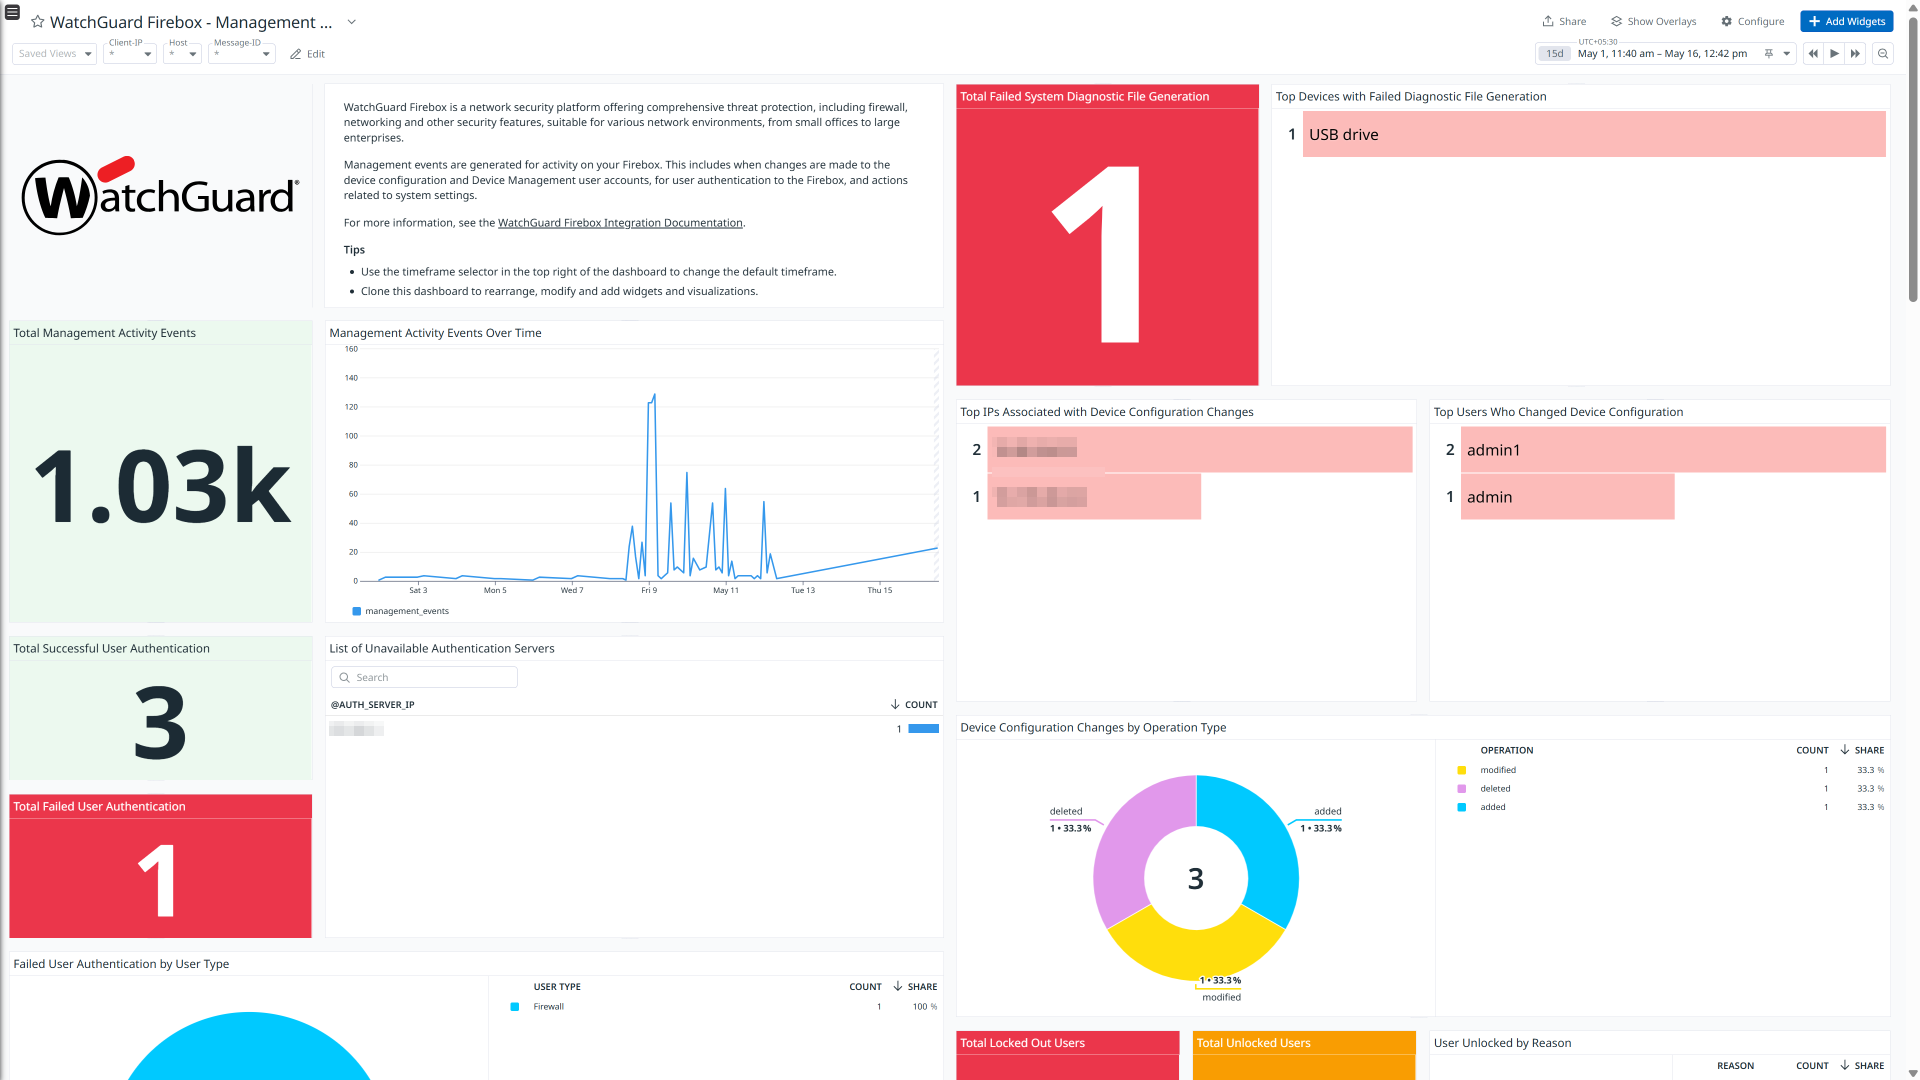 WatchGuard Firebox - Management ...
Share
Show Overlays
Configure
Add Widgets
Saved Views
Client-IP
*
Host
*
Message-ID
*
Edit
UTC+05:30
15d
May 1, 11:40 am – May 16, 12:42 pm
WatchGuard®
WatchGuard Firebox is a network security platform offering comprehensive threat protection, including firewall,
networking and other security features, suitable for various network environments, from small offices to large
enterprises.
Management events are generated for activity on your Firebox. This includes when changes are made to the
device configuration and Device Management user accounts, for user authentication to the Firebox, and actions
related to system settings.
For more information, see the WatchGuard Firebox Integration Documentation.
Tips
• Use the timeframe selector in the top right of the dashboard to change the default timeframe.
• Clone this dashboard to rearrange, modify and add widgets and visualizations.
Total Failed System Diagnostic File Generation
1
Top Devices with Failed Diagnostic File Generation
1 USB drive
Total Management Activity Events
1.03k
Management Activity Events Over Time
160
140
120
100
80
60
40
20
0
Sat 3 Mon 5 Wed 7 Fri 9 May 11 Tue 13 Thu 15
management_events
Top IPs Associated with Device Configuration Changes
2
1
Top Users Who Changed Device Configuration
2 admin1
1 admin
Total Successful User Authentication
3
List of Unavailable Authentication Servers
Search
@AUTH_SERVER_IP COUNT
1
Total Failed User Authentication
1
Device Configuration Changes by Operation Type
deleted
1 • 33.3%
added
1 • 33.3%
3
1 • 33.3%
modified
OPERATION COUNT SHARE
modified 1 33.3 %
deleted 1 33.3 %
added 1 33.3 %
Failed User Authentication by User Type
USER TYPE COUNT SHARE
Firewall 1 100 %
Total Locked Out Users
Total Unlocked Users
User Unlocked by Reason
REASON COUNT SHARE